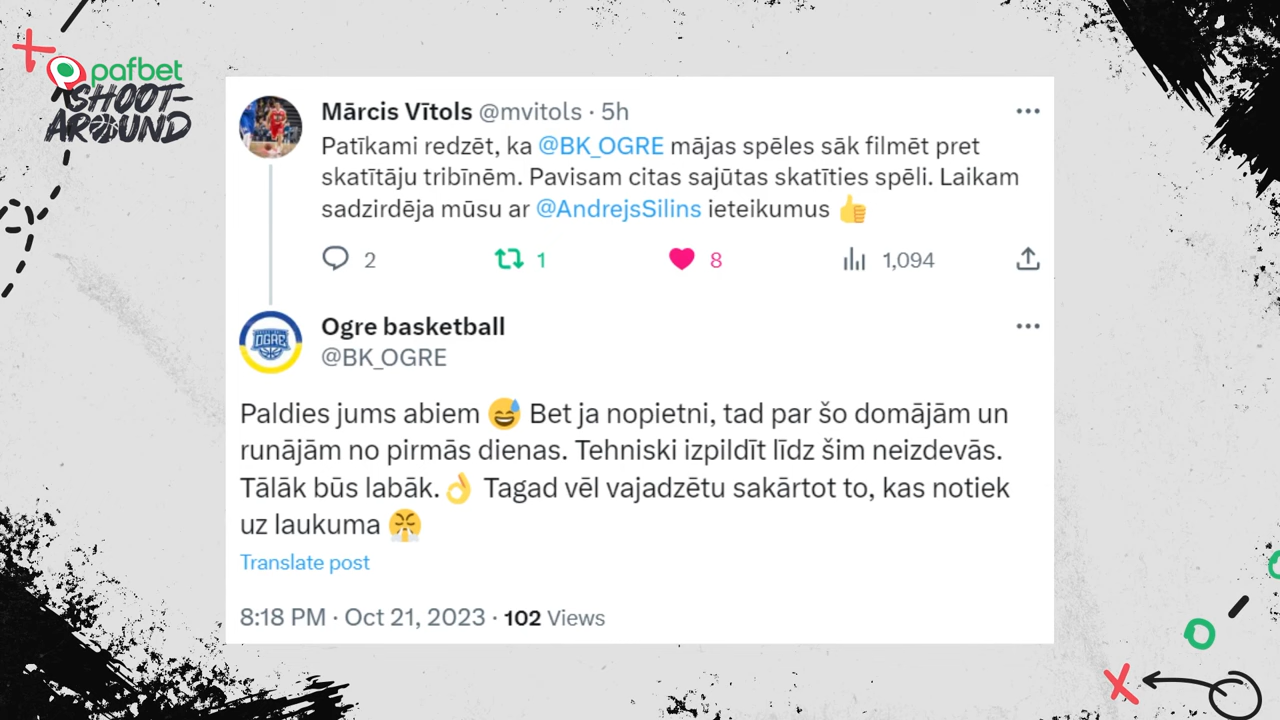 pafbet
SHOOT-
AROUND
Mārcis Vītols @mvitols · 5h
Patīkami redzēt, ka @BK_OGRE mājas spēles sāk filmēt pret
skatītāju tribīnēm. Pavisam citas sajūtas skatīties spēli. Laikam
sadzirdēja mūsu ar @AndrejsSilins ieteikumus 👍
2 1 8 1,094
OGRE
Ogre basketball
@BK_OGRE
Paldies jums abiem 😅 Bet ja nopietni, tad par šo domājām un
runājām no pirmās dienas. Tehniski izpildīt līdz šim neizdevās.
Tālāk būs labāk.👌 Tagad vēl vajadzētu sakārtot to, kas notiek
uz laukuma 😤
Translate post
8:18 PM · Oct 21, 2023 · 102 Views